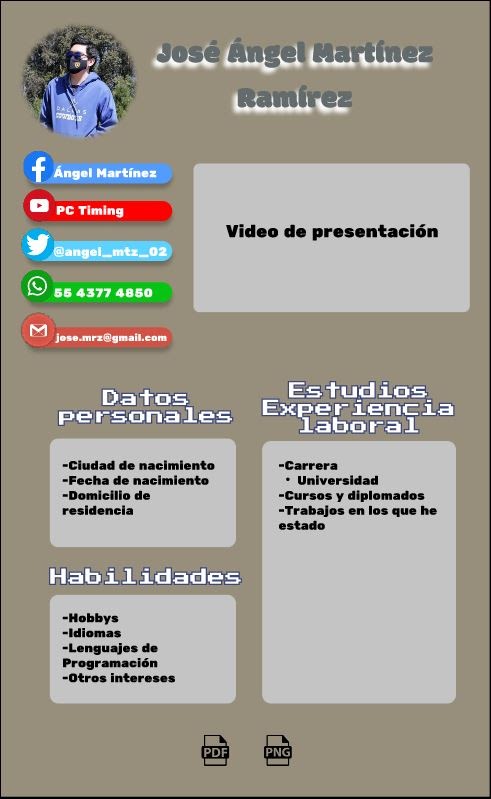 José Ángel Martínez
Ramírez
DALLAS
COWBOYS
Ángel Martínez
PC Timing
@angel_mtz_02
55 4377 4850
jose.mrz@gmail.com
Video de presentación
Datos
personales
-Ciudad de nacimiento
-Fecha de nacimiento
-Domicilio de
residencia
Estudios
Experiencia
laboral
-Carrera
• Universidad
-Cursos y diplomados
-Trabajos en los que he
estado
Habilidades
-Hobbys
-Idiomas
-Lenguajes de
Programación
-Otros intereses
PDF
PNG